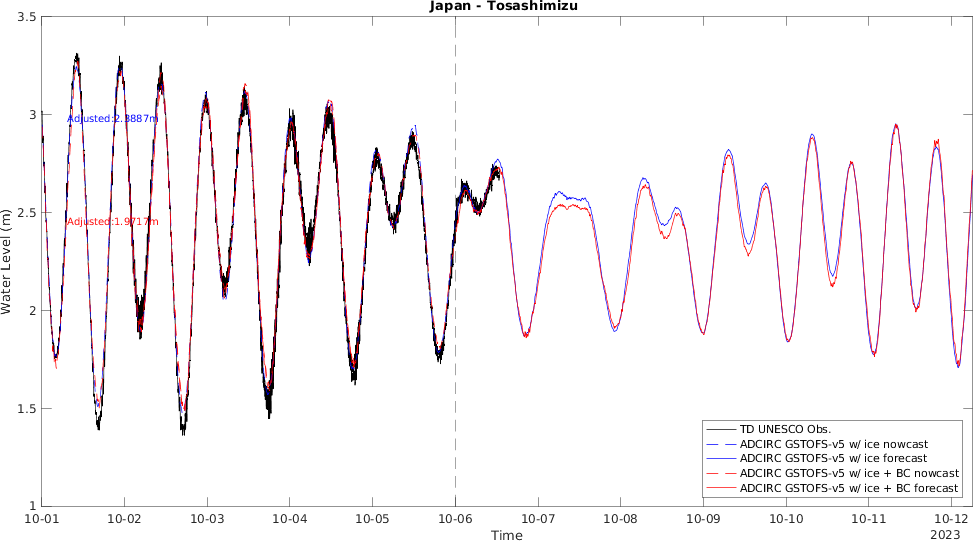 Japan - Tosashimizu
3.5
3
2.5
2
1.5
1
Water Level (m)
Adjusted:2.3887m
Adjusted:1.9717m
TD UNESCO Obs.
ADCIRC GSTOFS-v5 w/ ice nowcast
ADCIRC GSTOFS-v5 w/ ice forecast
ADCIRC GSTOFS-v5 w/ ice + BC nowcast
ADCIRC GSTOFS-v5 w/ ice + BC forecast
10-01 10-02 10-03 10-04 10-05 10-06 10-07 10-08 10-09 10-10 10-11 10-12
Time
2023